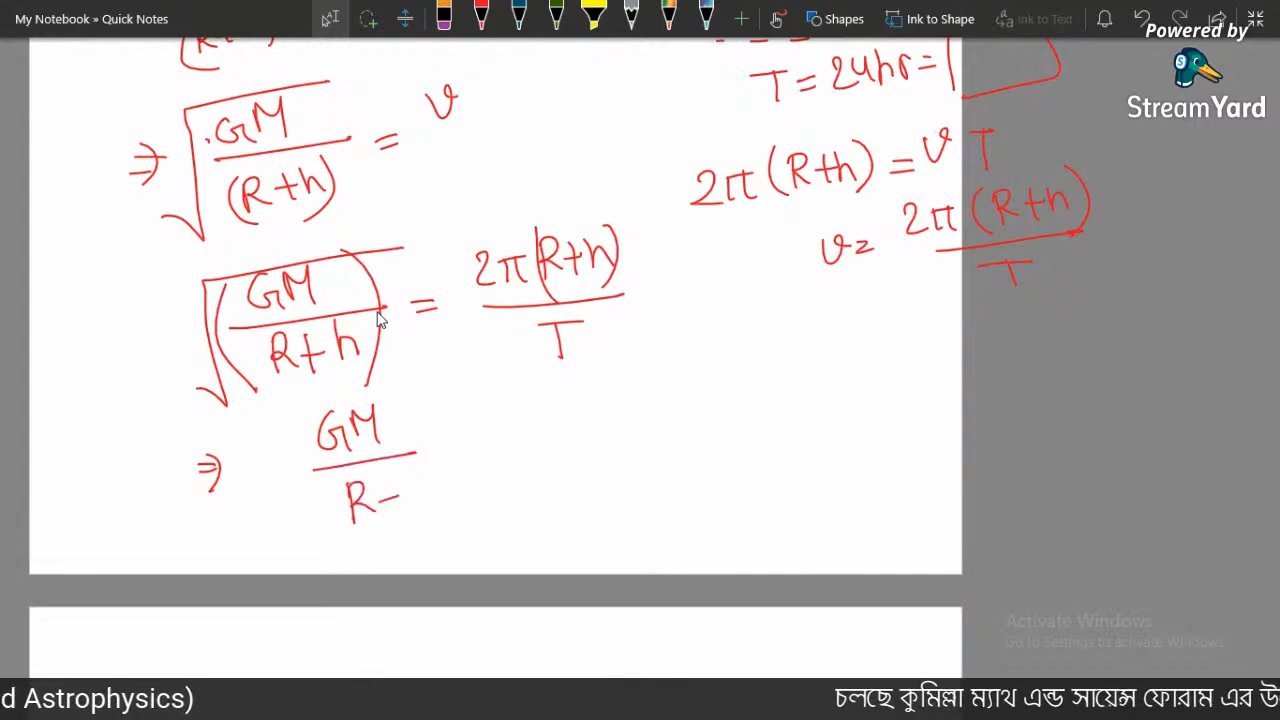 My Notebook » Quick Notes
Shapes
Ink to Shape
Ink to Text
Powered by
StreamYard
T = 24hr =
⇒ √(GM/(R+h)) = v
2π(R+h) = v T
v = 2π(R+h)/T
√(GM/(R+h)) = 2π(R+h)/T
⇒ GM/R-
Activate Windows
Go to Settings to activate Windows.
d Astrophysics)
চলছে কুমিল্লা ম্যাথ এন্ড সায়েন্স ফোরাম এর উ